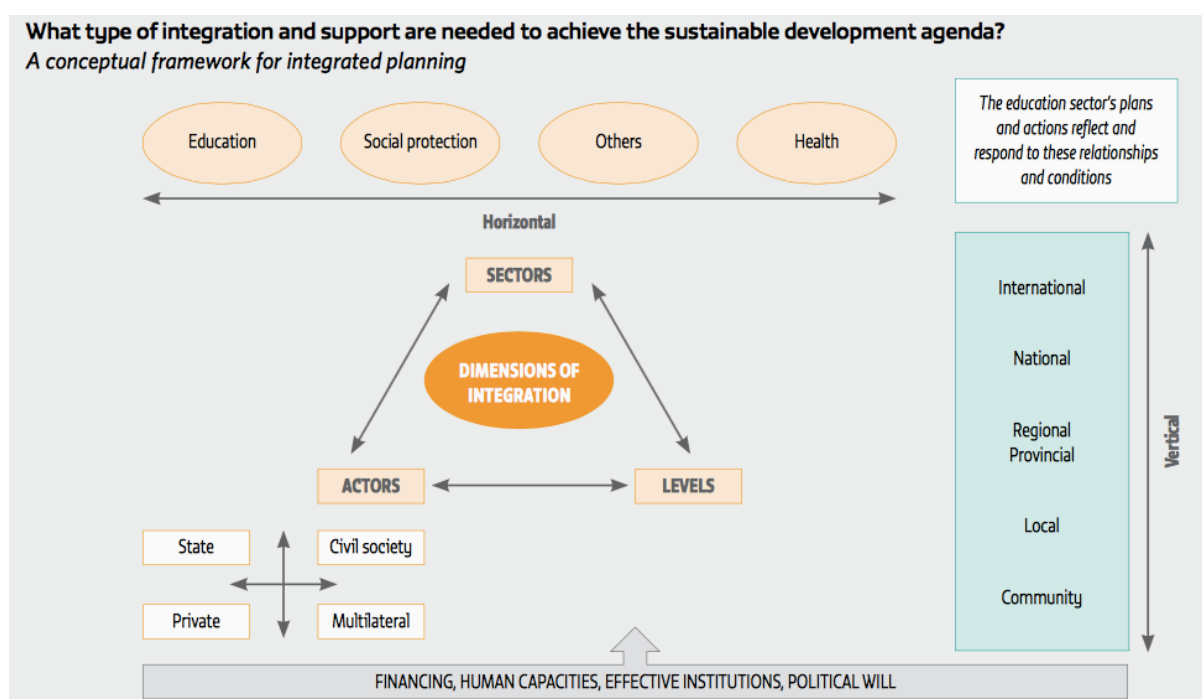 What type of integration and support are needed to achieve the sustainable development agenda?
A conceptual framework for integrated planning
Education
Social protection
Others
Health
The education sector's plans
and actions reflect and
respond to these relationships
and conditions
Horizontal
SECTORS
DIMENSIONS OF
INTEGRATION
ACTORS
LEVELS
State
Civil society
Private
Multilateral
International
National
Regional
Provincial
Local
Community
Vertical
FINANCING, HUMAN CAPACITIES, EFFECTIVE INSTITUTIONS, POLITICAL WILL